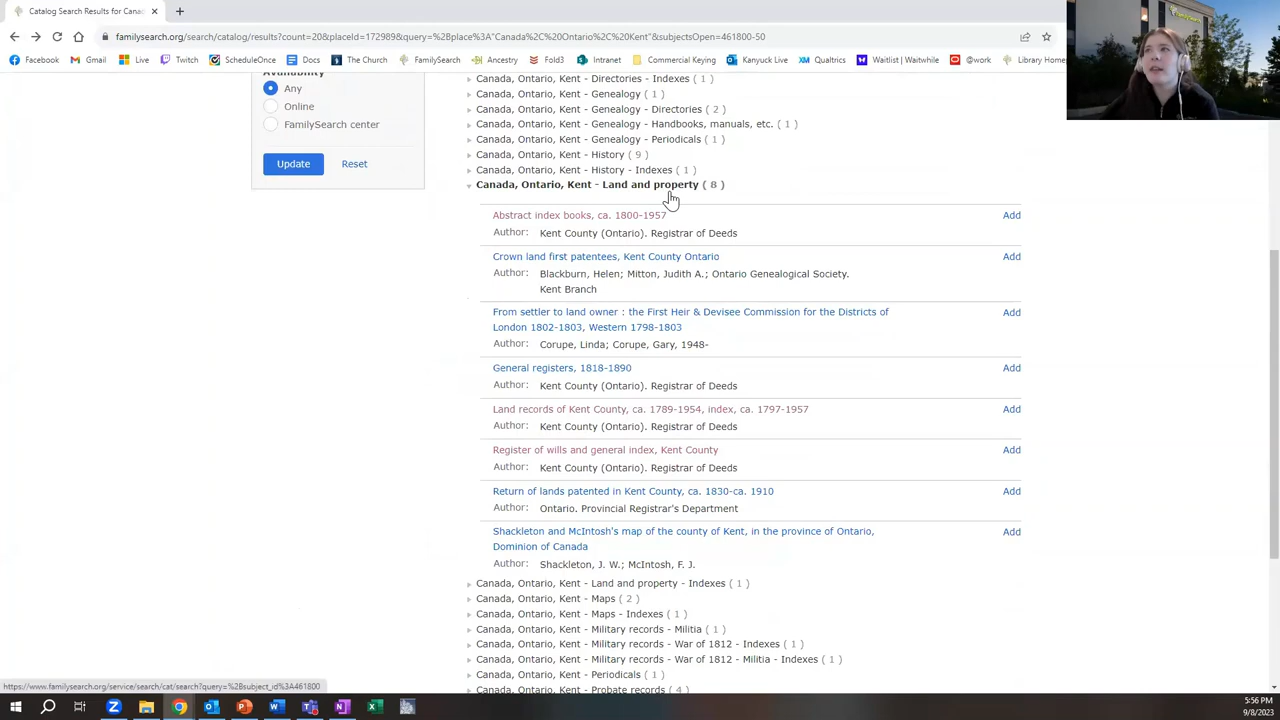 Catalog Search Results for Cana
familysearch.org/search/catalog/results?count=20&placeId=172989&query=%2Bplace%3A"Canada%2C%20Ontario%2C%20Kent"&subjectsOpen=461800-50
Facebook Gmail Live Twitter ScheduleOnce Docs The Church FamilySearch Ancestry Fold3 Intranet Commercial Keying Kanyuck Live Qualtrics Waitlist | Waitwhile @work Library Home
Availability
Any
Online
FamilySearch center
Update Reset
Canada, Ontario, Kent - Directories - Indexes ( 1 )
Canada, Ontario, Kent - Genealogy ( 1 )
Canada, Ontario, Kent - Genealogy - Directories ( 2 )
Canada, Ontario, Kent - Genealogy - Handbooks, manuals, etc. ( 1 )
Canada, Ontario, Kent - Genealogy - Periodicals ( 1 )
Canada, Ontario, Kent - History ( 9 )
Canada, Ontario, Kent - History - Indexes ( 1 )
Canada, Ontario, Kent - Land and property ( 8 )
Abstract index books, ca. 1800-1957 Add
Author: Kent County (Ontario). Registrar of Deeds
Crown land first patentees, Kent County Ontario Add
Author: Blackburn, Helen; Mitton, Judith A.; Ontario Genealogical Society.
Kent Branch
From settler to land owner : the First Heir & Devisee Commission for the Districts of Add
London 1802-1803, Western 1798-1803
Author: Corupe, Linda; Corupe, Gary, 1948-
General registers, 1818-1890 Add
Author: Kent County (Ontario). Registrar of Deeds
Land records of Kent County, ca. 1789-1954, index, ca. 1797-1957 Add
Author: Kent County (Ontario). Registrar of Deeds
Register of wills and general index, Kent County Add
Author: Kent County (Ontario). Registrar of Deeds
Return of lands patented in Kent County, ca. 1830-ca. 1910 Add
Author: Ontario. Provincial Registrar's Department
Shackleton and McIntosh's map of the county of Kent, in the province of Ontario, Add
Dominion of Canada
Author: Shackleton, J. W.; McIntosh, F. J.
Canada, Ontario, Kent - Land and property - Indexes ( 1 )
Canada, Ontario, Kent - Maps ( 2 )
Canada, Ontario, Kent - Maps - Indexes ( 1 )
Canada, Ontario, Kent - Military records - Militia ( 1 )
Canada, Ontario, Kent - Military records - War of 1812 - Indexes ( 1 )
Canada, Ontario, Kent - Military records - War of 1812 - Militia - Indexes ( 1 )
Canada, Ontario, Kent - Periodicals ( 1 )
Canada, Ontario, Kent - Probate records ( 4 )
https://www.familysearch.org/service/search/cat/search?query=%2Bsubject_id%3A461800
5:56 PM
9/8/2023